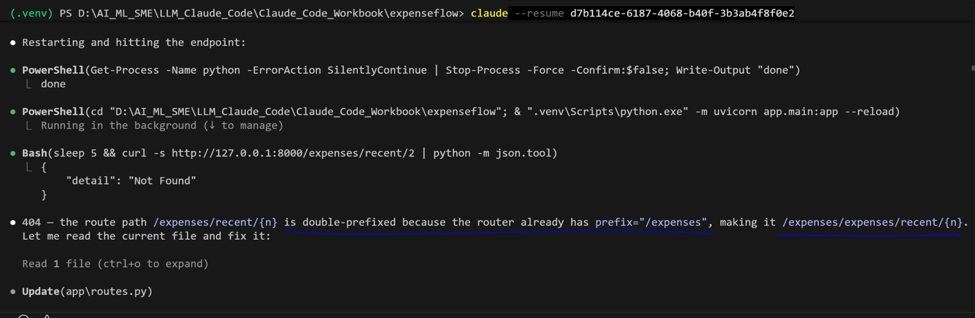 (.venv) PS D:\AI_ML_SME\LLM_Claude_Code\Claude_Code_Workbook\expenseflow> claude --resume d7b114ce-6187-4068-b40f-3b3ab4f8f0e2
● Restarting and hitting the endpoint:
● PowerShell(Get-Process -Name python -ErrorAction SilentlyContinue | Stop-Process -Force -Confirm:$false; Write-Output "done")
└ done
● PowerShell(cd "D:\AI_ML_SME\LLM_Claude_Code\Claude_Code_Workbook\expenseflow"; & ".venv\Scripts\python.exe" -m uvicorn app.main:app --reload)
└ Running in the background (↓ to manage)
● Bash(sleep 5 && curl -s http://127.0.0.1:8000/expenses/recent/2 | python -m json.tool)
└ {
"detail": "Not Found"
}
● 404 — the route path /expenses/recent/{n} is double-prefixed because the router already has prefix="/expenses", making it /expenses/expenses/recent/{n}.
Let me read the current file and fix it:
Read 1 file (ctrl+o to expand)
● Update(app\routes.py)